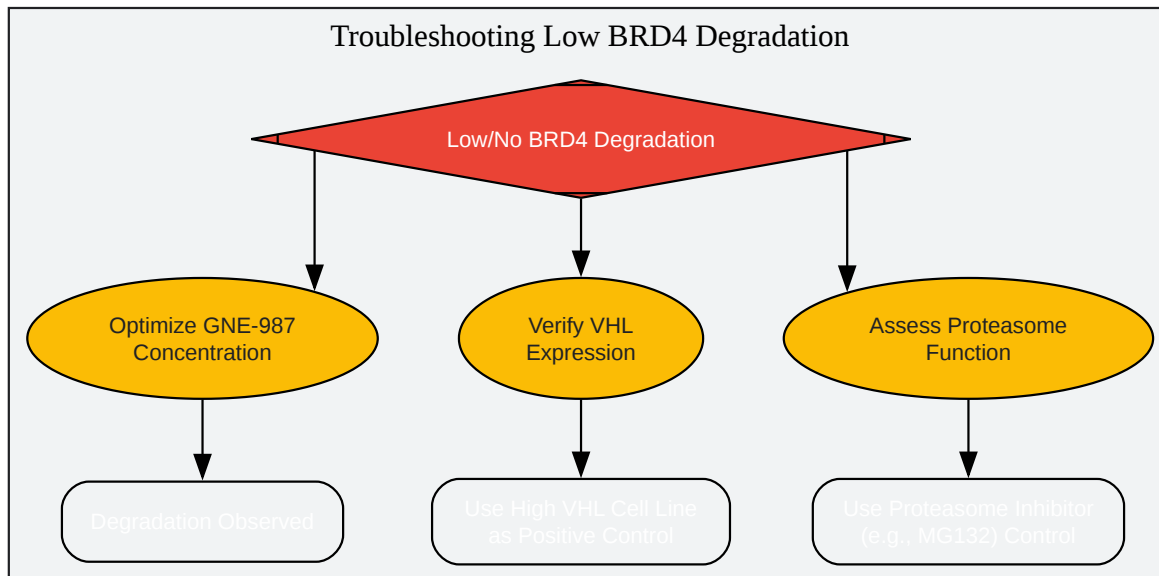 Troubleshooting Low BRD4 Degradation
Low/No BRD4 Degradation
Optimize GNE-987
Concentration
Verify VHL
Expression
Assess Proteasome
Function
Degradation Observed
Use High VHL Cell Line
as Positive Control
Use Proteasome Inhibitor
(e.g., MG132) Control